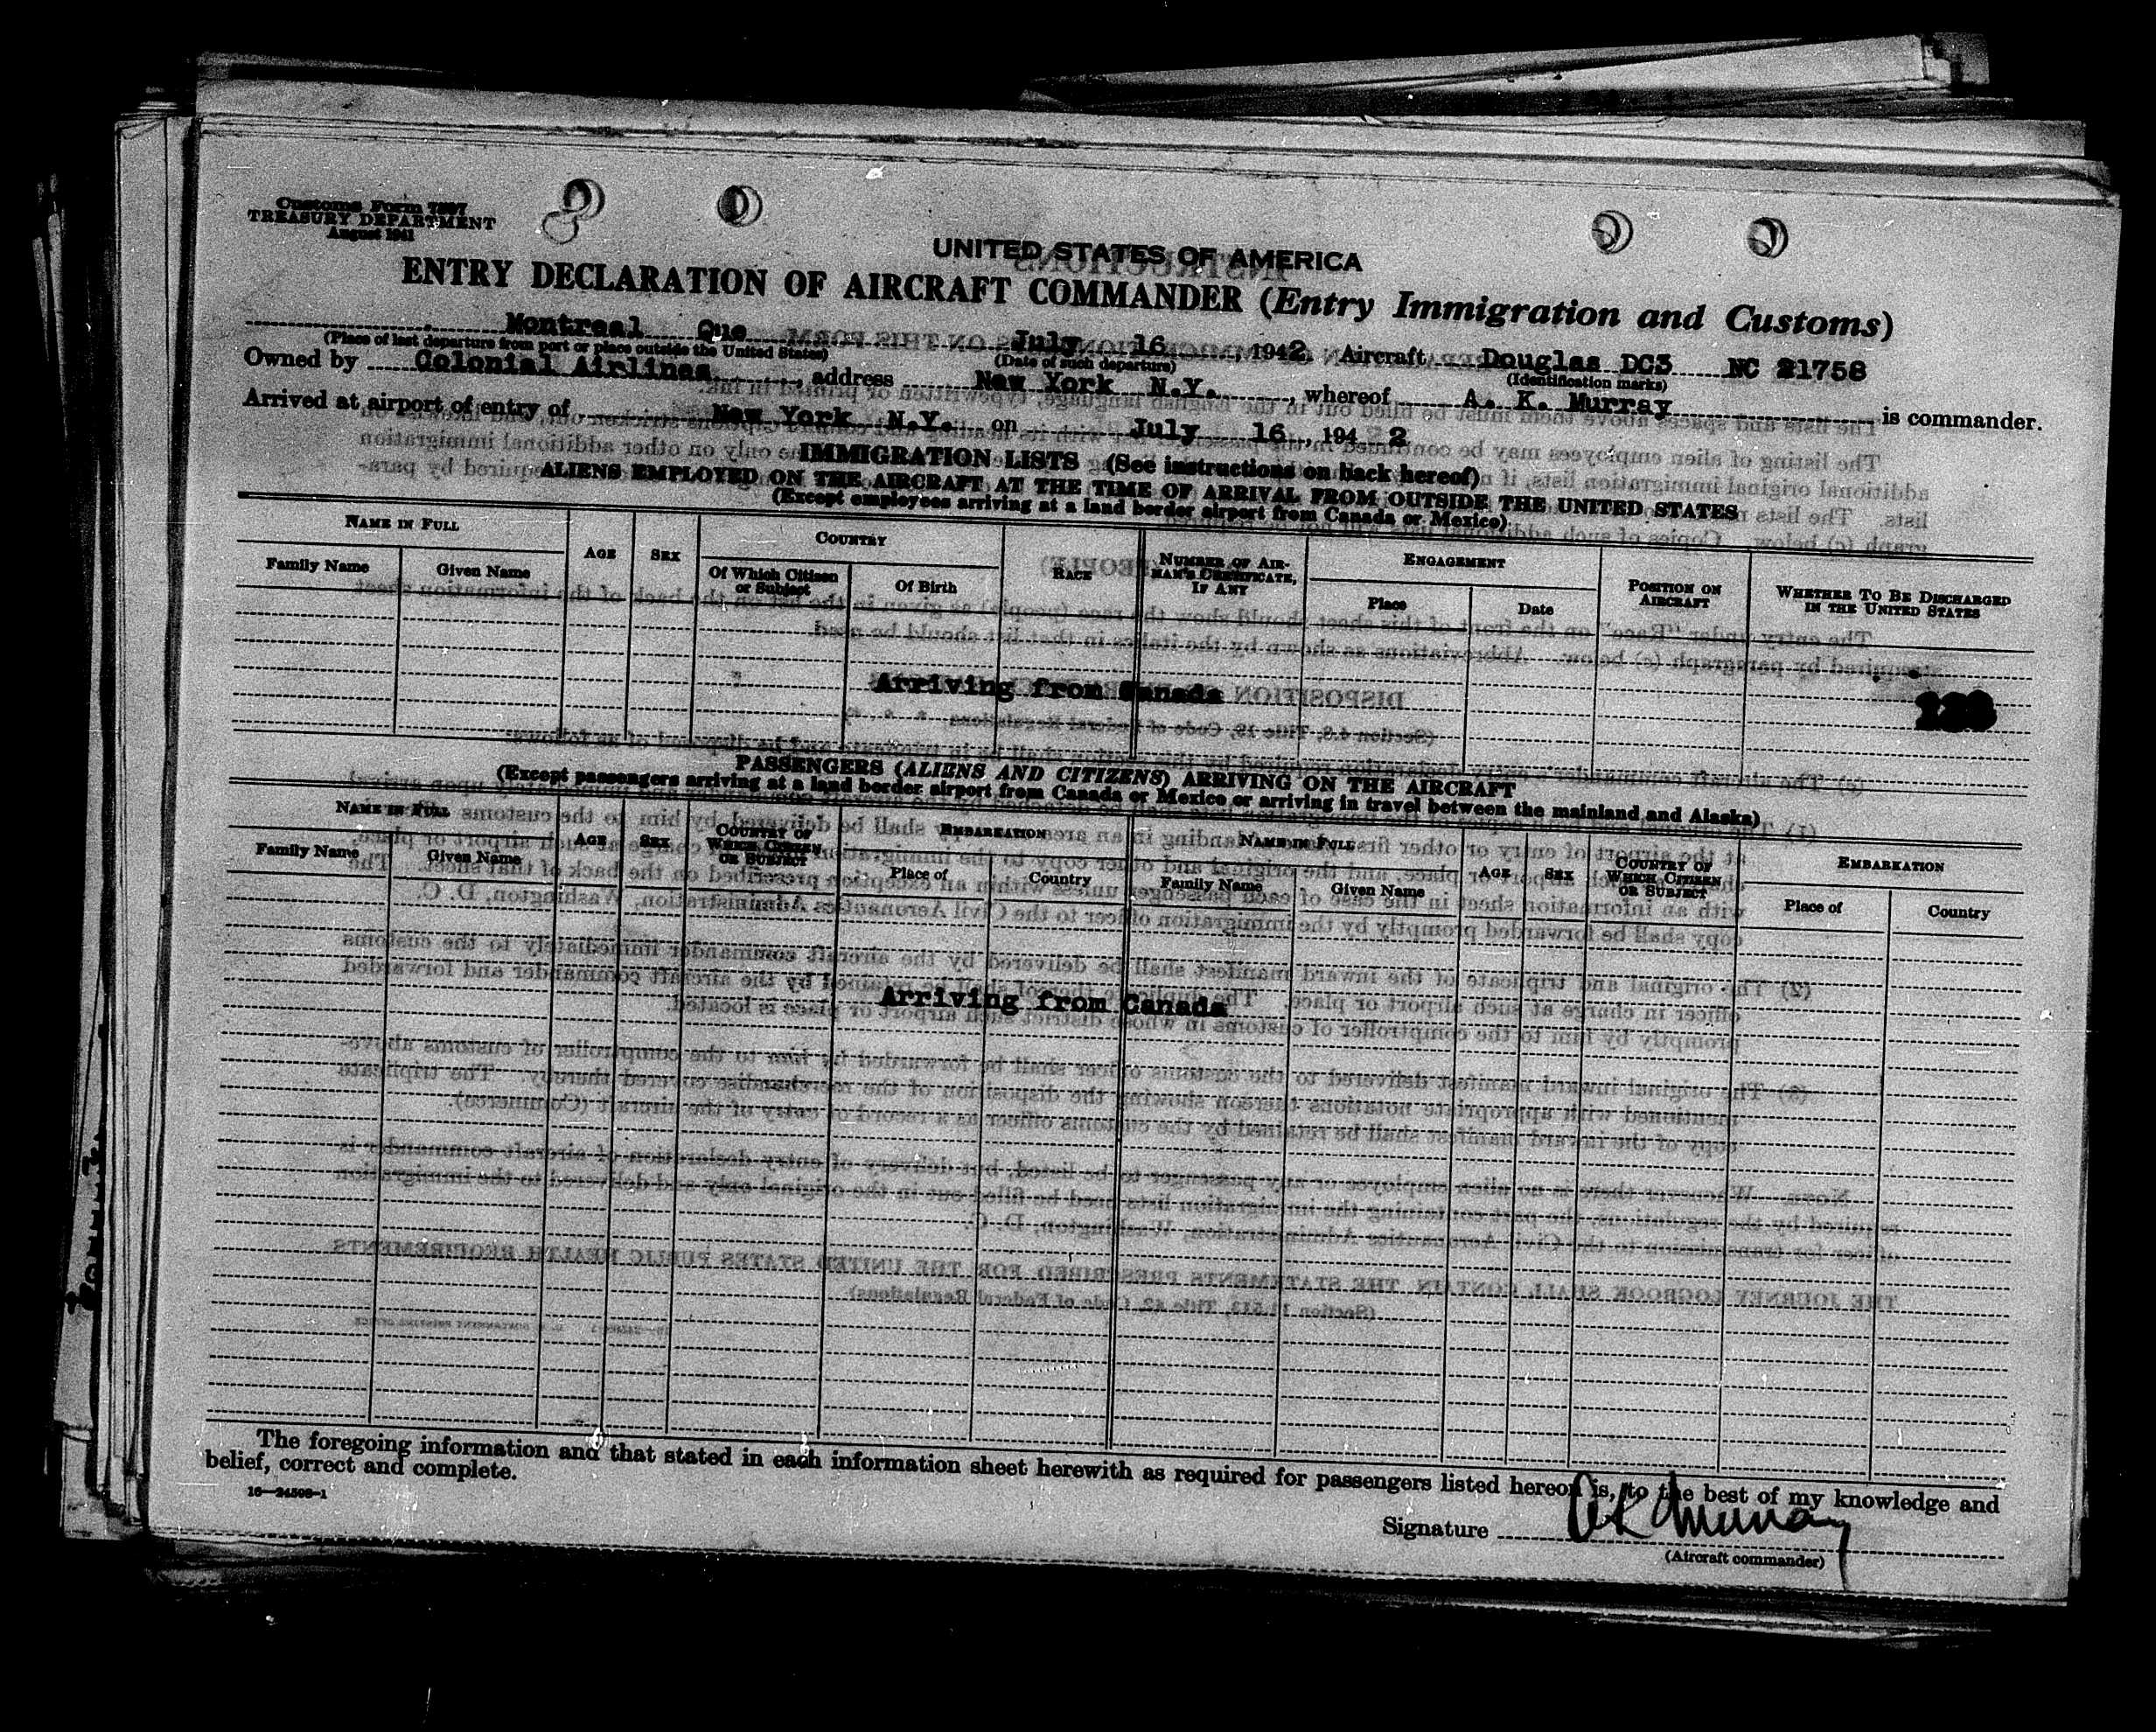 Customs Form 7507
TREASURY DEPARTMENT
August 1941
UNITED STATES OF AMERICA
ENTRY DECLARATION OF AIRCRAFT COMMANDER (Entry Immigration and Customs)
Montreal Que July 16, 1942. Aircraft Douglas DC3 NC 21758
(Place of last departure from port or place outside the United States) (Date of such departure) (Identification marks)
Owned by Colonial Airlines, address New York N.Y., whereof A. K. Murray is commander.
Arrived at airport of entry of New York N.Y. on July 16, 194 2
IMMIGRATION LISTS (See instructions on back hereof)
ALIENS EMPLOYED ON THE AIRCRAFT AT THE TIME OF ARRIVAL FROM OUTSIDE THE UNITED STATES
(Except employees arriving at a land border airport from Canada or Mexico)
NAME IN FULL AGE SEX COUNTRY RACE NUMBER OF AIRMAN'S CERTIFICATE, IF ANY ENGAGEMENT POSITION ON AIRCRAFT WHETHER TO BE DISCHARGED IN THE UNITED STATES
Family Name Given Name Of Which Citizen or Subject Of Birth Place Date
Arriving from Canada
PASSENGERS (ALIENS AND CITIZENS) ARRIVING ON THE AIRCRAFT
(Except passengers arriving at a land border airport from Canada or Mexico or arriving in travel between the mainland and Alaska)
NAME IN FULL AGE SEX COUNTRY OF WHICH CITIZEN OR SUBJECT EMBARKATION NAME IN FULL AGE SEX COUNTRY OF WHICH CITIZEN OR SUBJECT EMBARKATION
Family Name Given Name Place of Country Family Name Given Name Place of Country
Arriving from Canada
The foregoing information and that stated in each information sheet herewith as required for passengers listed hereon is, to the best of my knowledge and
belief, correct and complete.
16—24598-1
Signature A K Murray
(Aircraft commander)